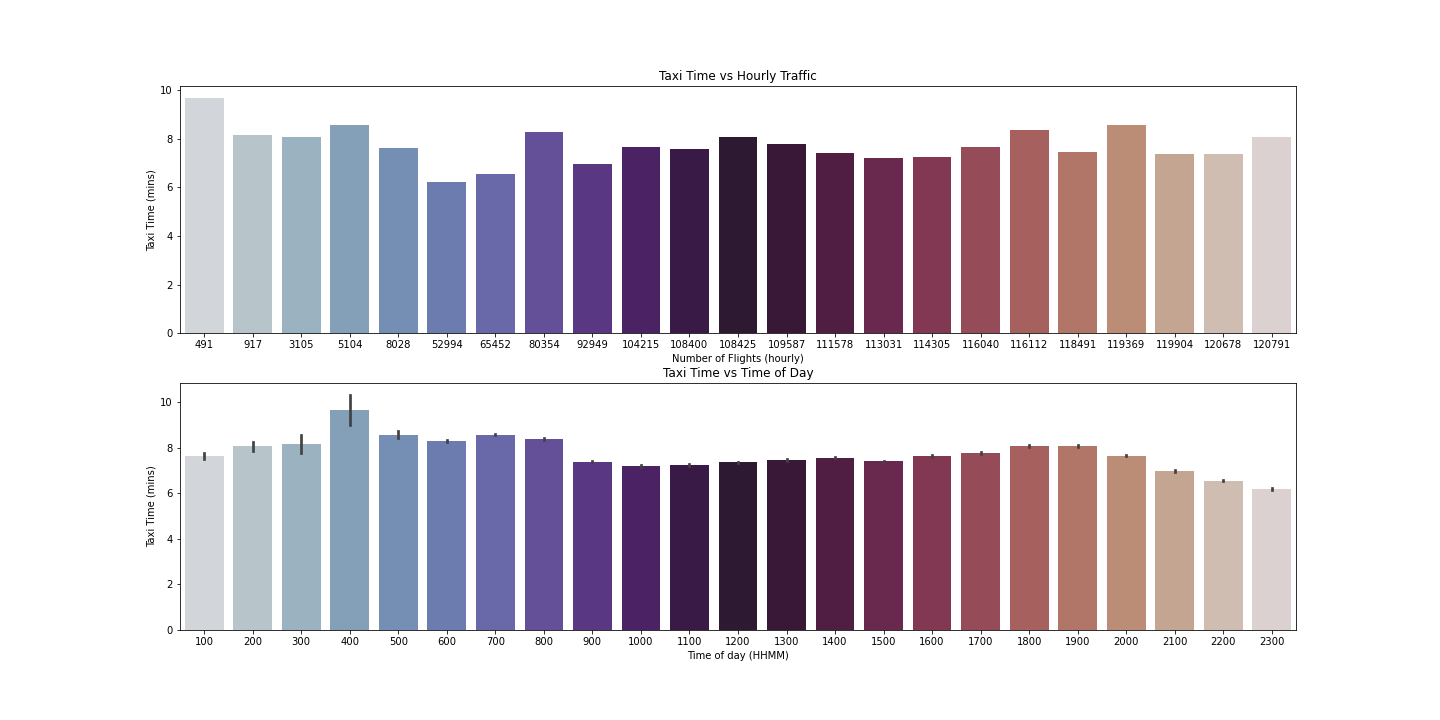 Taxi Time vs Hourly Traffic
Taxi Time (mins)
10
8
6
4
2
0
491 917 3105 5104 8028 52994 65452 80354 92949 104215 108400 108425 109587 111578 113031 114305 116040 116112 118491 119369 119904 120678 120791
Number of Flights (hourly)
Taxi Time vs Time of Day
Taxi Time (mins)
10
8
6
4
2
0
100 200 300 400 500 600 700 800 900 1000 1100 1200 1300 1400 1500 1600 1700 1800 1900 2000 2100 2200 2300
Time of day (HHMM)